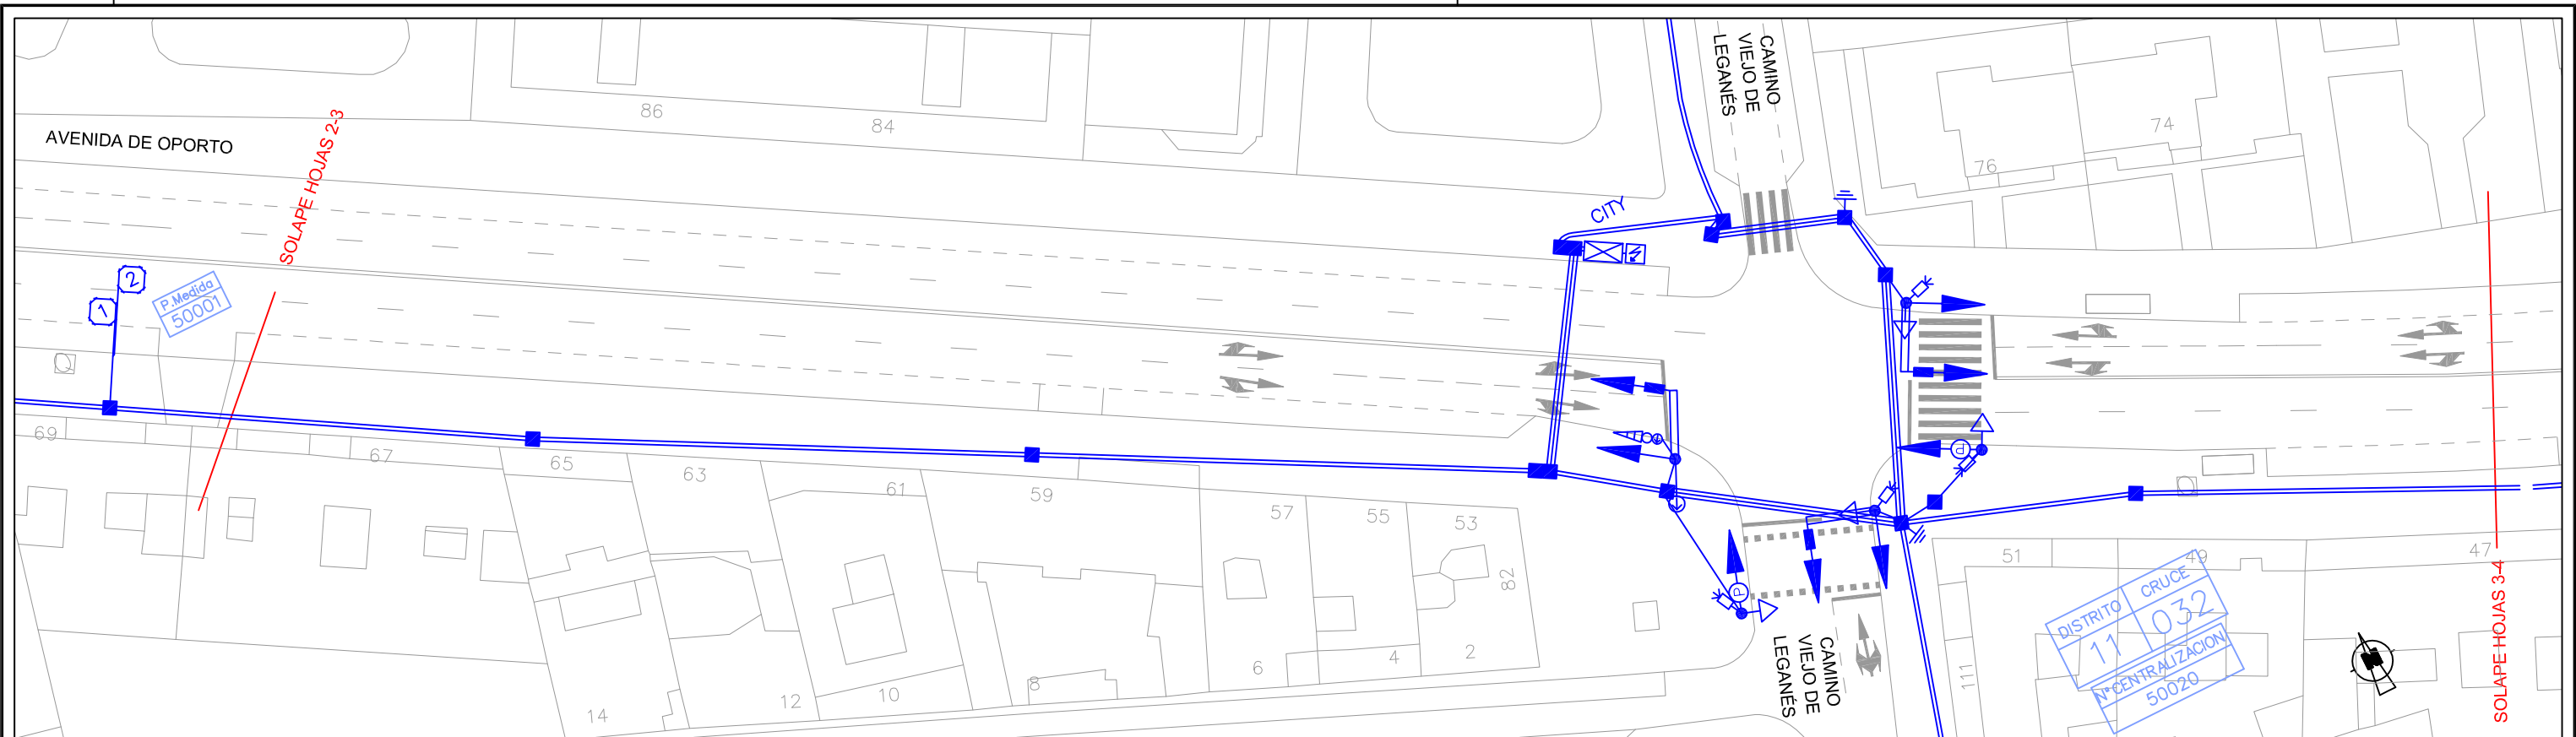 AVENIDA DE OPORTO
SOLAPE HOJAS 2-3
86
84
CAMINO
VIEJO DE
LEGANÉS
74
76
CITY
1
2
P.Medida
50001
69
67
65
63
61
59
57
55
53
82
51
49
47
P
14
12
10
8
6
4
2
111
CAMINO
VIEJO DE
LEGANÉS
DISTRITO
11
CRUCE
032
NºCENTRALIZACION
50020
SOLAPE HOJAS 3-4